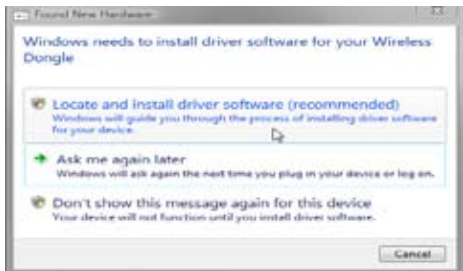 Found New Hardware
Windows needs to install driver software for your Wireless
Dongle
Locate and install driver software (recommended)
Windows will guide you through the process of installing driver software
for your device.
Ask me again later
Windows will ask again the next time you plug in your device or log on.
Don't show this message again for this device
Your device will not function until you install driver software.
Cancel